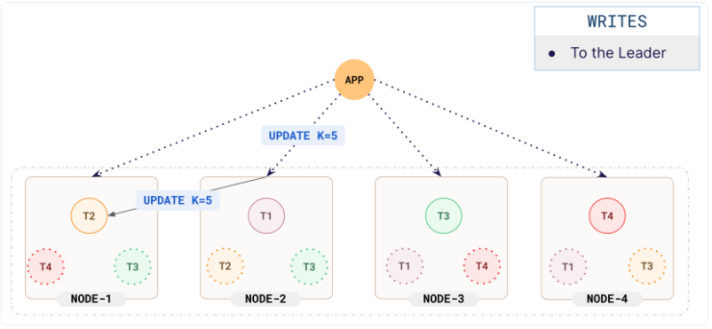 WRITES
• To the Leader
APP
UPDATE K=5
UPDATE K=5
T2
T1
T3
T4
T4
T3
T2
T3
T1
T4
T1
T3
NODE-1
NODE-2
NODE-3
NODE-4